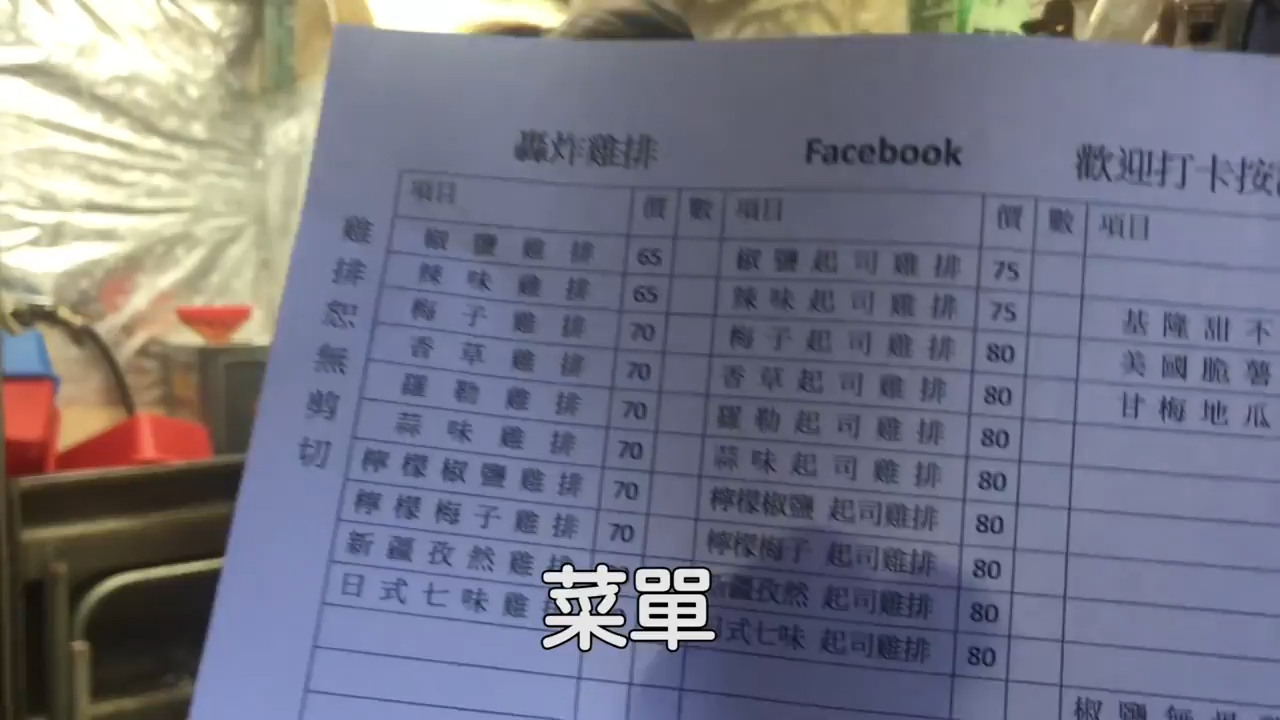 轟炸雞排 Facebook 歡迎打卡按
項目 價 數 項目 價 數 項目
雞排恕無剪切
椒鹽雞排 65 椒鹽起司雞排 75
辣味雞排 65 辣味起司雞排 75 基隆甜不
梅子雞排 70 梅子起司雞排 80 美國脆薯
香草雞排 70 香草起司雞排 80 甘梅地瓜
羅勒雞排 70 羅勒起司雞排 80
蒜味雞排 70 蒜味起司雞排 80
檸檬椒鹽雞排 70 檸檬椒鹽 起司雞排 80
檸檬梅子雞排 70 檸檬梅子 起司雞排 80
新疆孜然雞排 新疆孜然 起司雞排 80
日式七味雞排 日式七味 起司雞排 80
菜單
椒鹽無骨